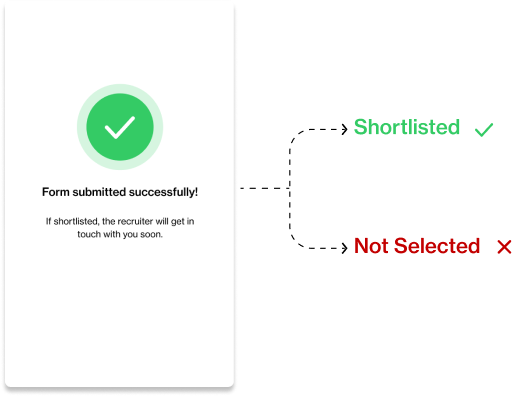 Form submitted successfully!
If shortlisted, the recruiter will get in
touch with you soon.
Shortlisted
Not Selected